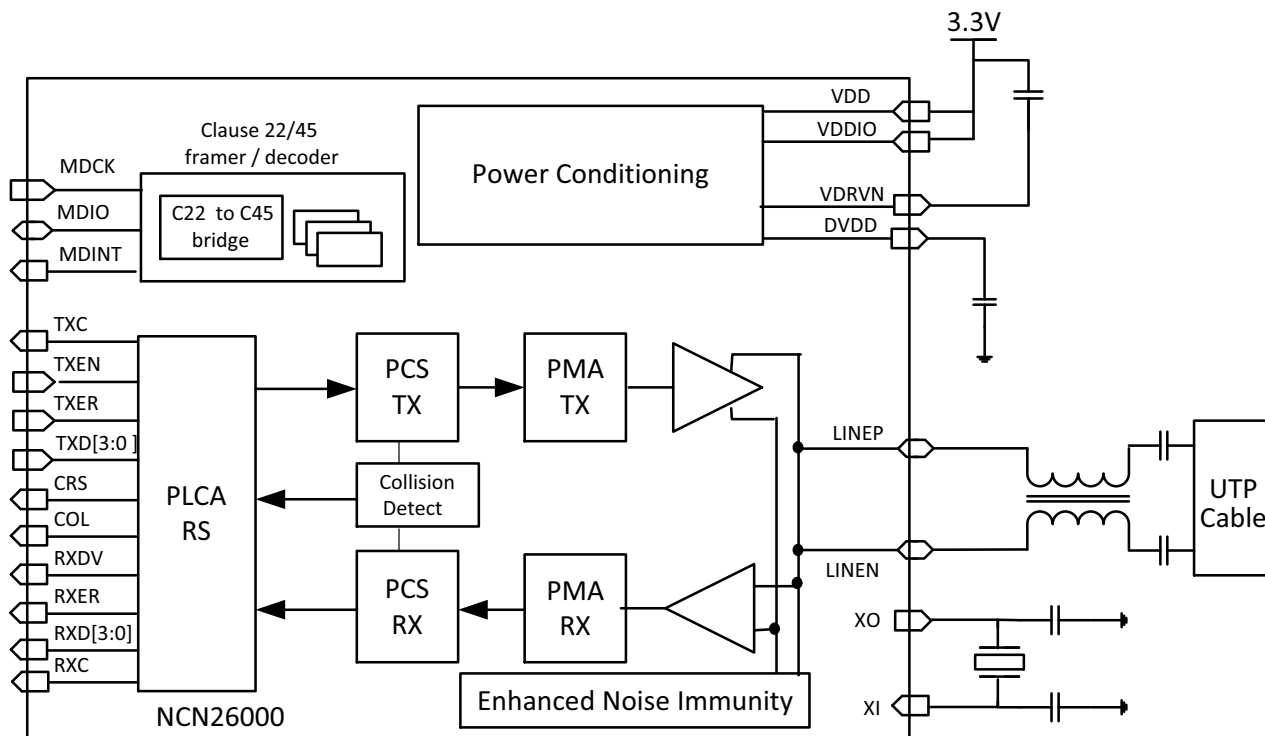 3.3V
Clause 22/45
framer / decoder
C22 to C45
bridge
MDCK
MDIO
MDINT
Power Conditioning
VDD
VDDIO
VDRVN
DVDD
TXC
TXEN
TXER
TXD[3:0 ]
CRS
COL
RXDV
RXER
RXD[3:0]
RXC
PLCA
RS
PCS
TX
PMA
TX
Collision
Detect
PCS
RX
PMA
RX
Enhanced Noise Immunity
LINEP
LINEN
UTP
Cable
XO
XI
NCN26000